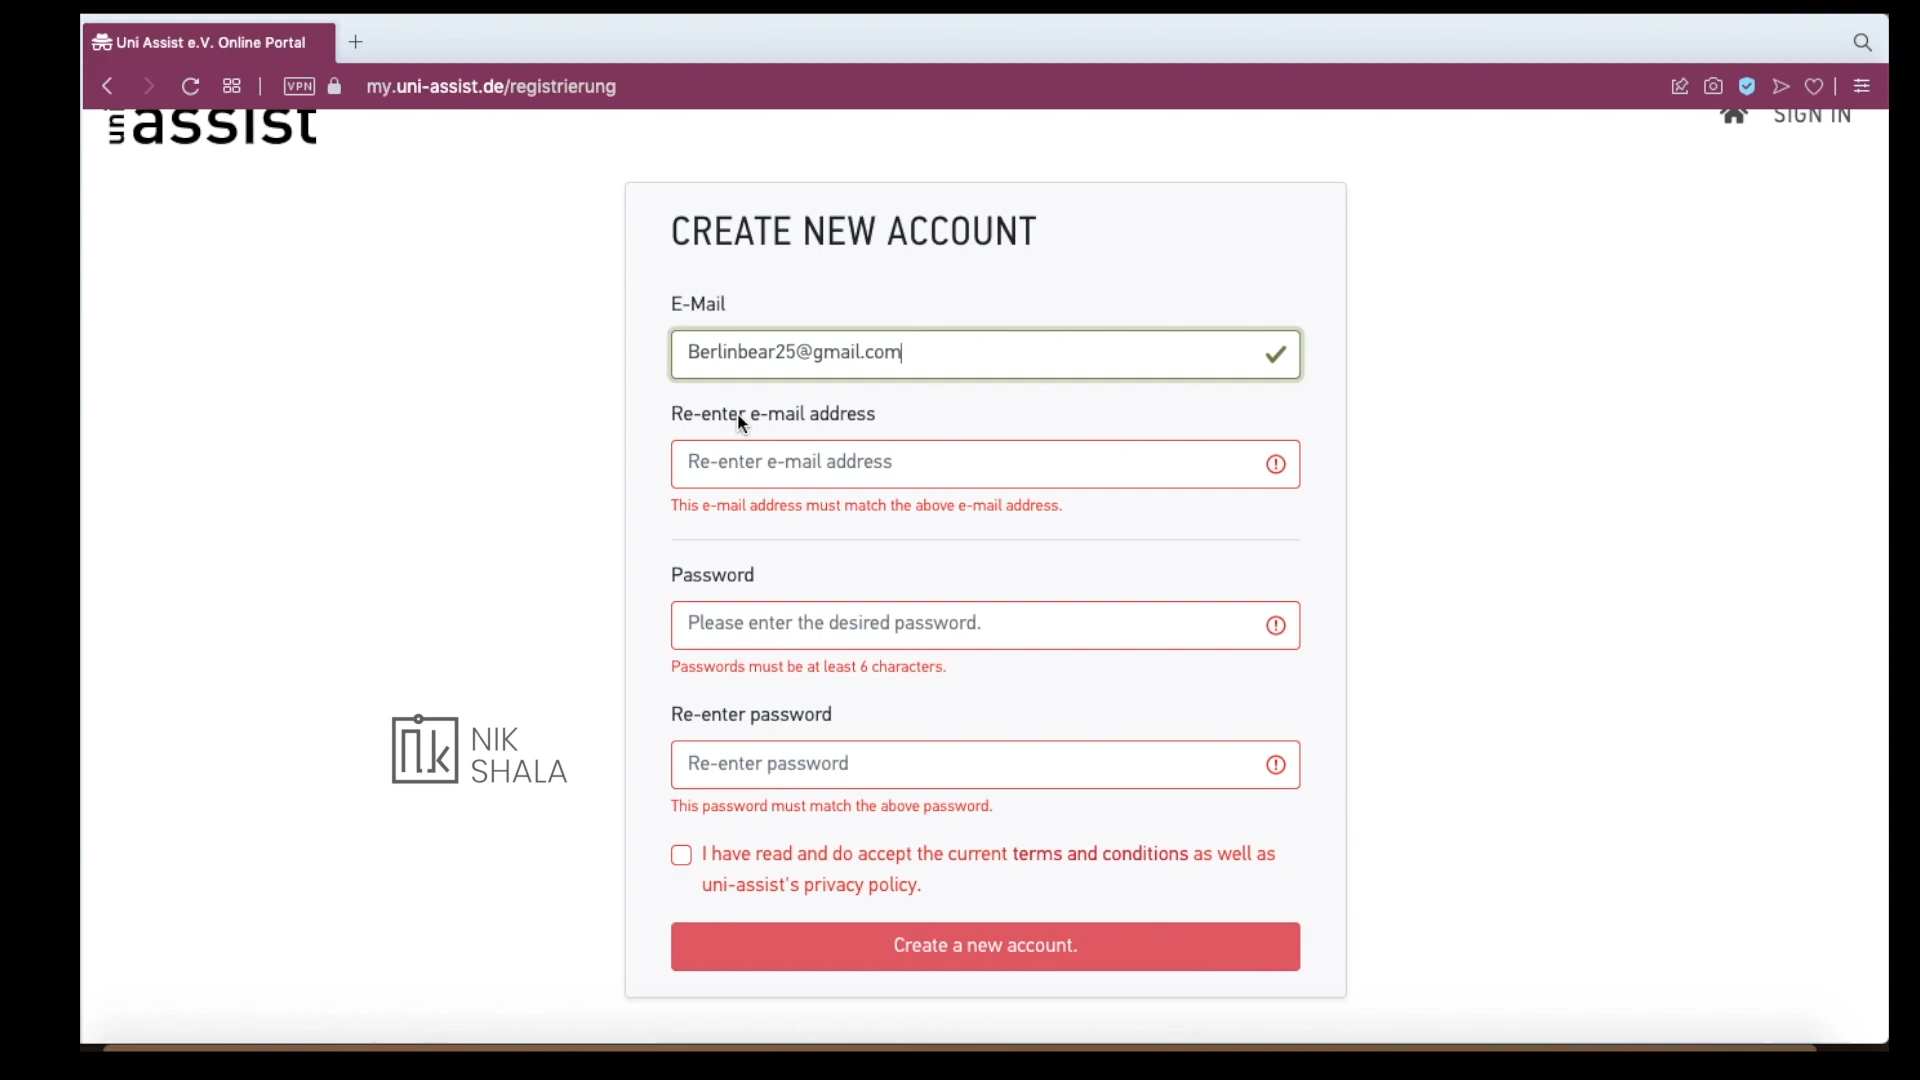 Uni Assist e.V. Online Portal
VPN
my.uni-assist.de/registrierung
uni assist
SIGN IN
CREATE NEW ACCOUNT
E-Mail
Berlinbear25@gmail.com
Re-enter e-mail address
Re-enter e-mail address
This e-mail address must match the above e-mail address.
Password
Please enter the desired password.
Passwords must be at least 6 characters.
Re-enter password
Re-enter password
This password must match the above password.
I have read and do accept the current terms and conditions as well as
uni-assist's privacy policy.
Create a new account.
nk
NIK
SHALA